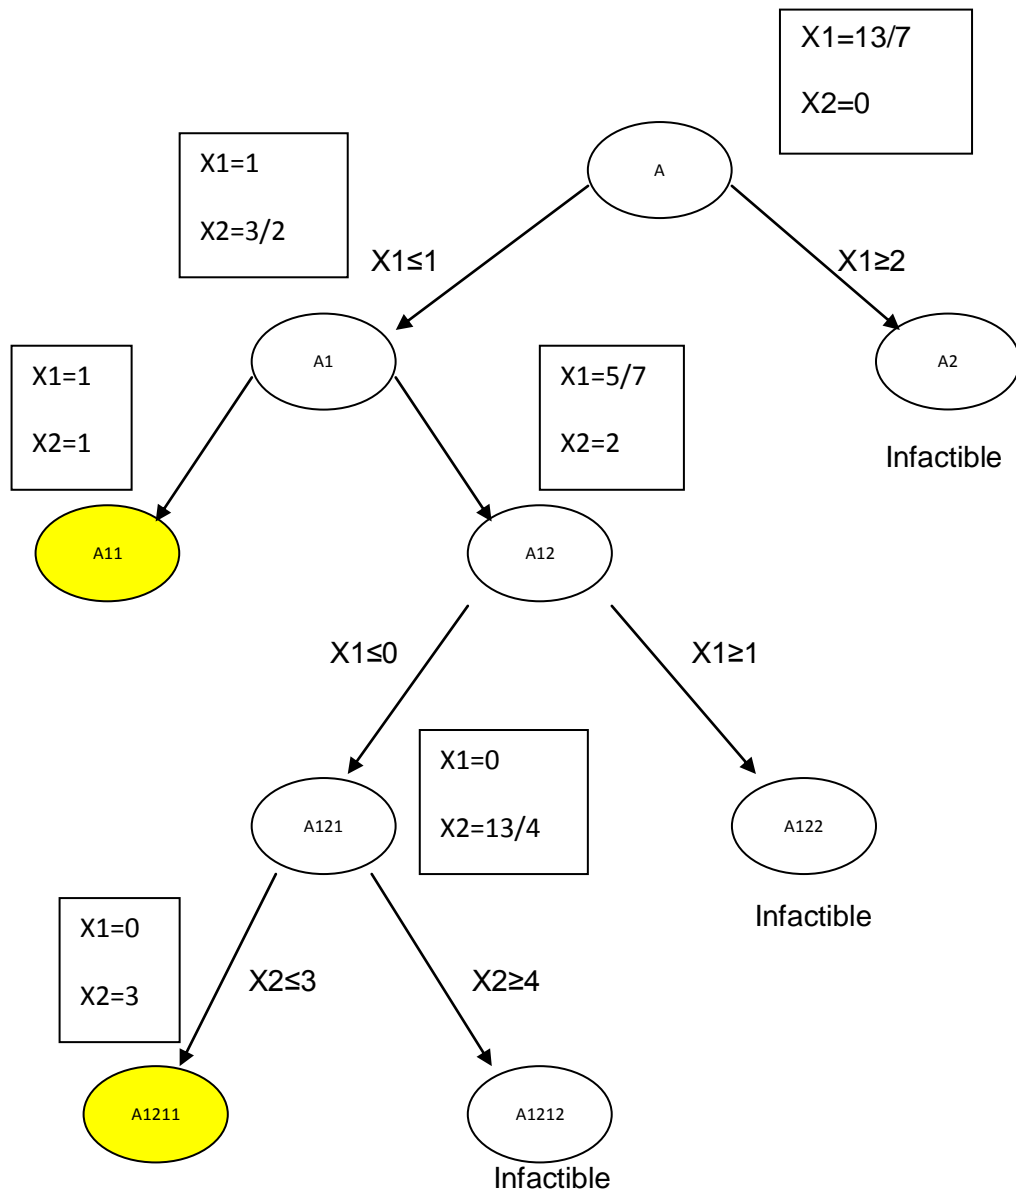 X1=13/7
X2=0
A
X1=1
X2=3/2
X1≤1
X1≥2
A1
A2
Infactible
X1=1
X2=1
X1=5/7
X2=2
A11
A12
X1≤0
X1≥1
X1=0
X2=13/4
A121
A122
Infactible
X1=0
X2=3
X2≤3
X2≥4
A1211
A1212
Infactible